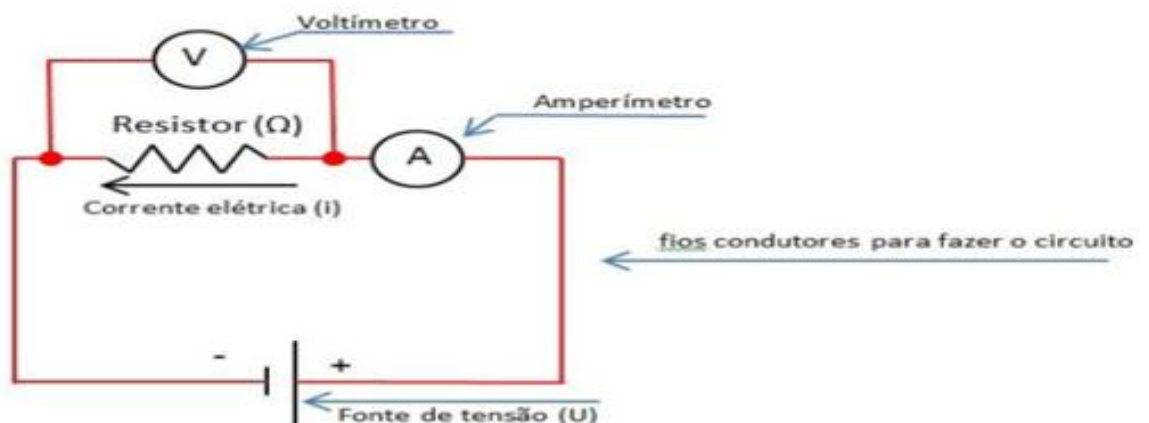 Voltímetro
V
Amperímetro
Resistor (Ω)
A
Corrente elétrica (i)
fios condutores para fazer o circuito
- +
Fonte de tensão (U)